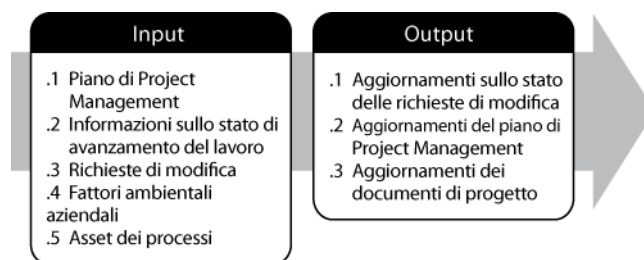 Input
.1 Piano di Project
Management
.2 Informazioni sullo stato di
avanzamento del lavoro
.3 Richieste di modifica
.4 Fattori ambientali
aziendali
.5 Asset dei processi
Output
.1 Aggiornamenti sullo stato
delle richieste di modifica
.2 Aggiornamenti del piano di
Project Management
.3 Aggiornamenti dei
documenti di progetto